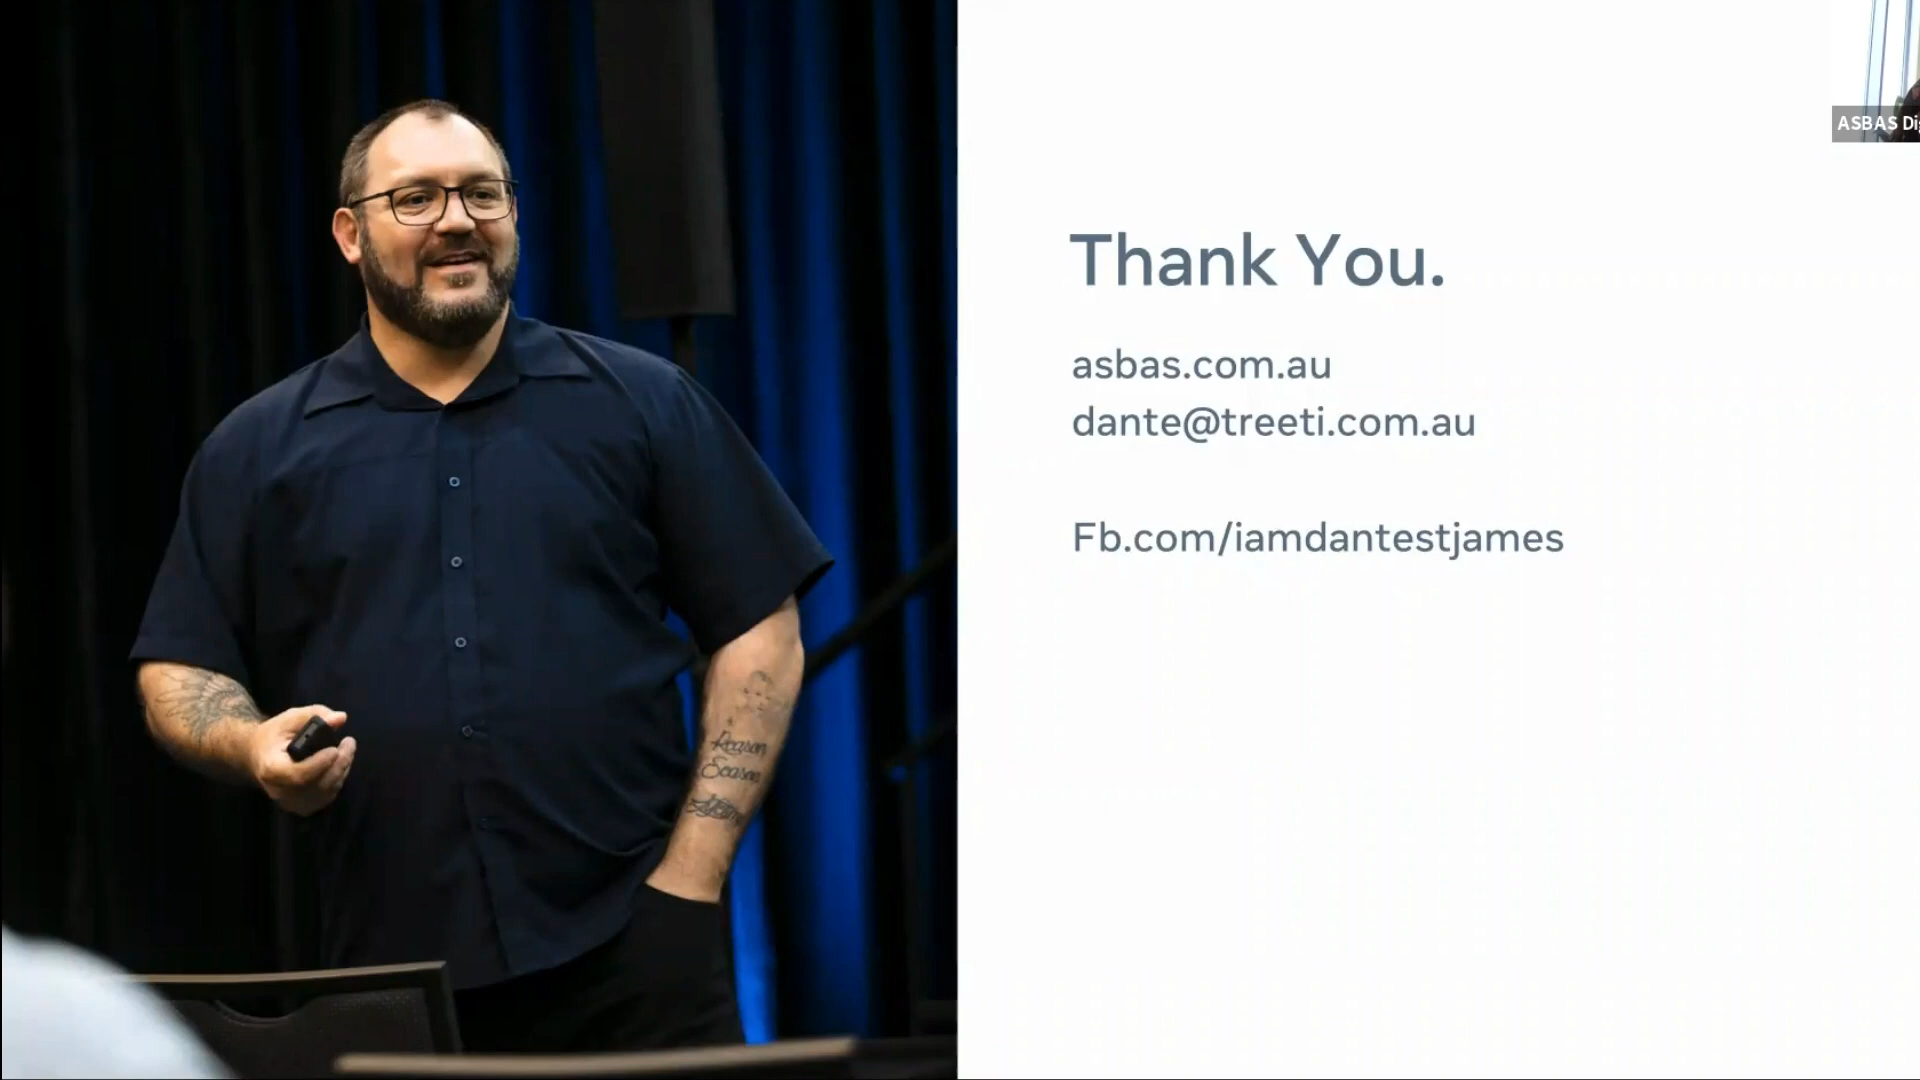 ASBAS Di
Thank You.
asbas.com.au
dante@treeti.com.au
Fb.com/iamdantestjames
Reason
Season